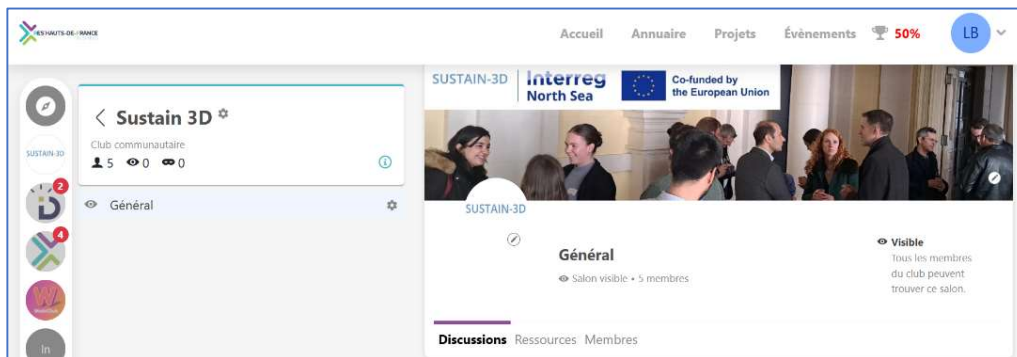 HES HAUTS-DE-FRANCE
Accueil Annuaire Projets Évènements 50% LB
SUSTAIN-3D
2
4
In
Sustain 3D
Club communautaire
5 0 0
Général
SUSTAIN-3D Interreg
North Sea
Co-funded by
the European Union
SUSTAIN-3D
Général
Salon visible • 5 membres
Visible
Tous les membres
du club peuvent
trouver ce salon.
Discussions Ressources Membres